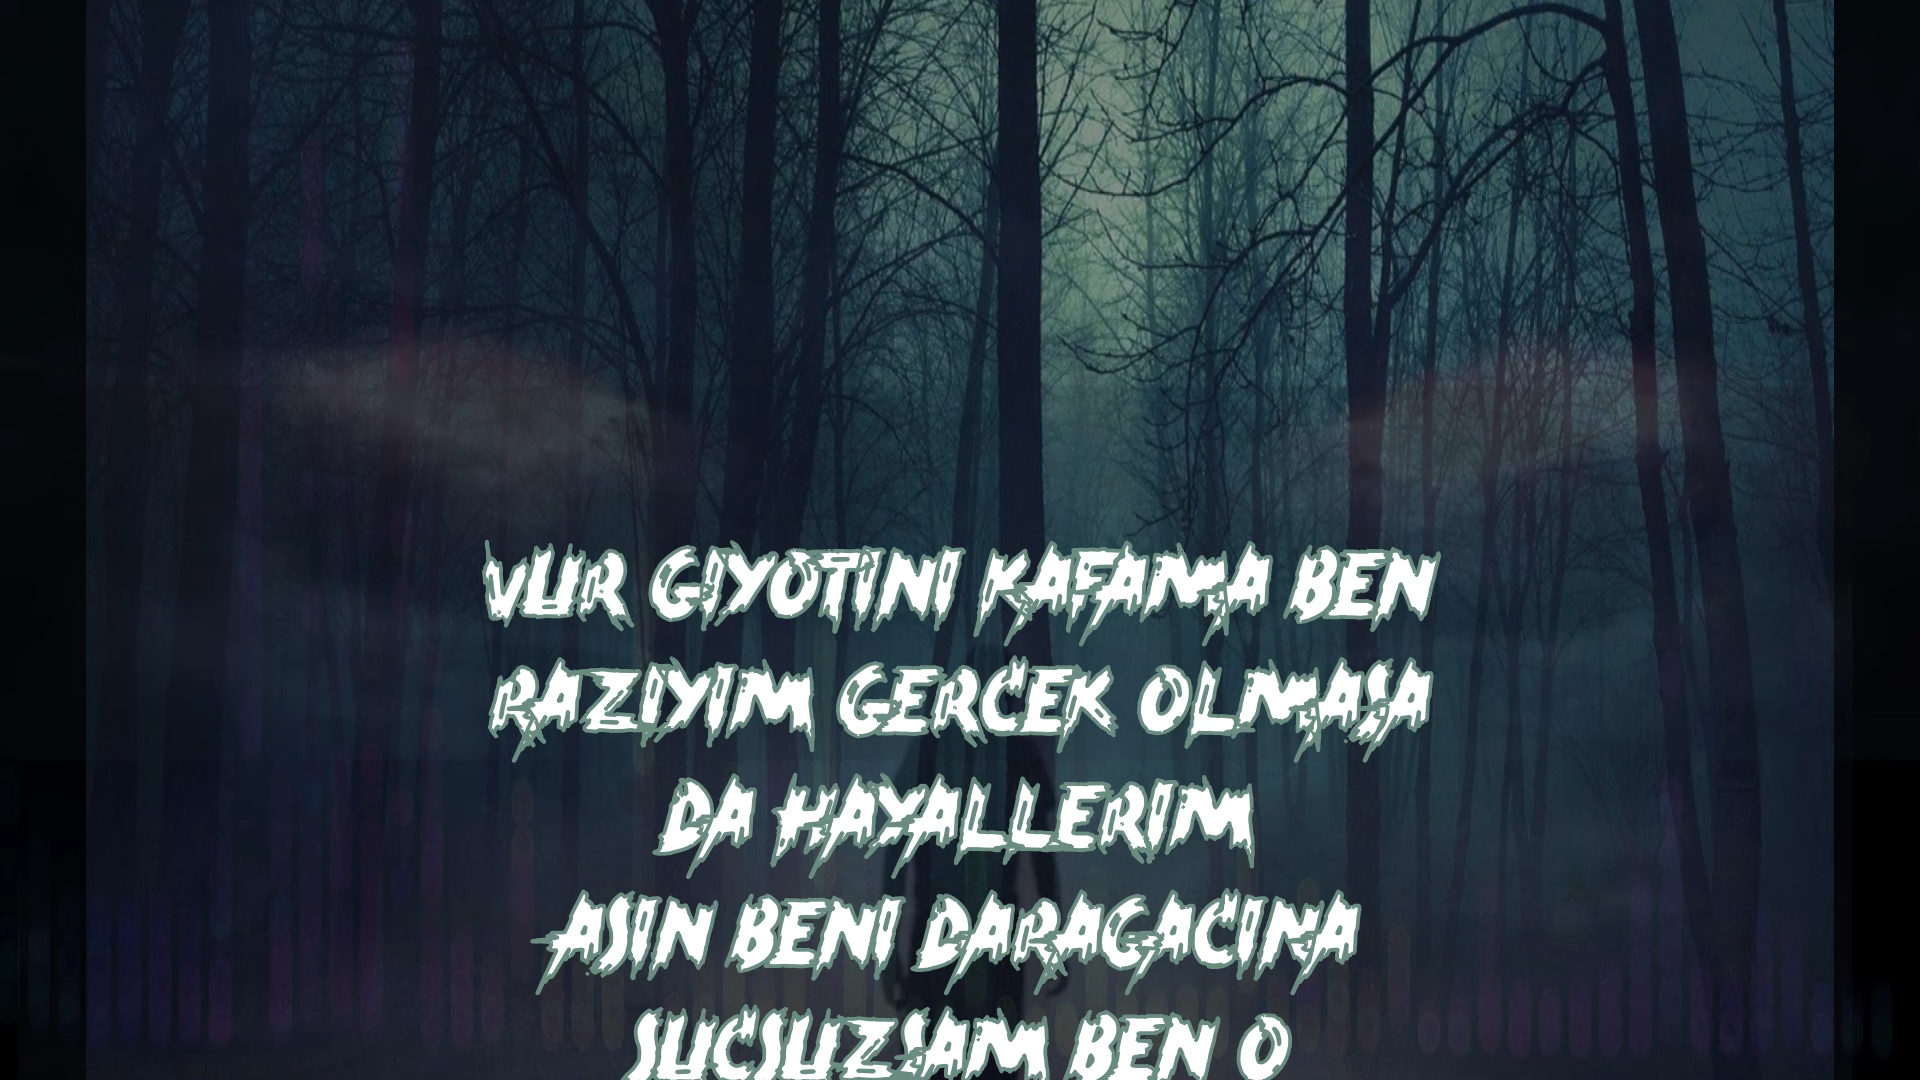 VUR GIYOTINI KAFAMA BEN
RAZIYIM GERCEK OLMASA
DA HAYALLERIM
ASIN BENI DARAGACINA
SUCSUZSAM BEN O